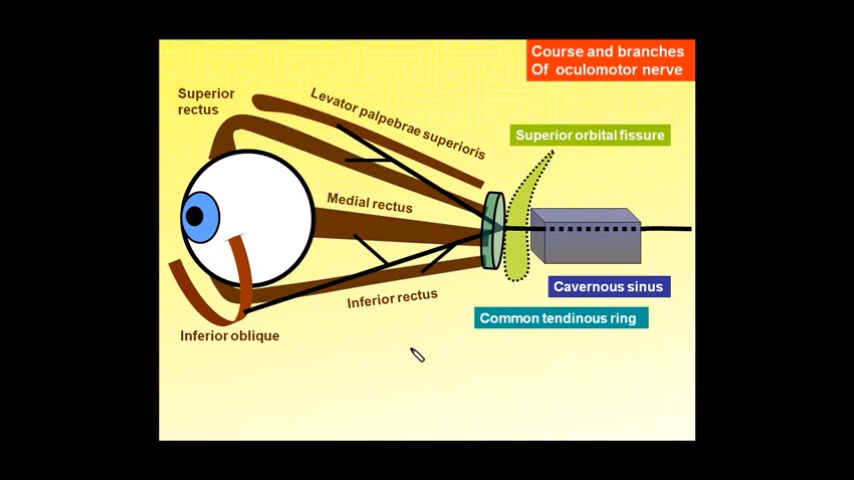 Course and branches
Of oculomotor nerve
Superior
rectus
Levator palpebrae superioris
Superior orbital fissure
Medial rectus
Cavernous sinus
Inferior rectus
Common tendinous ring
Inferior oblique